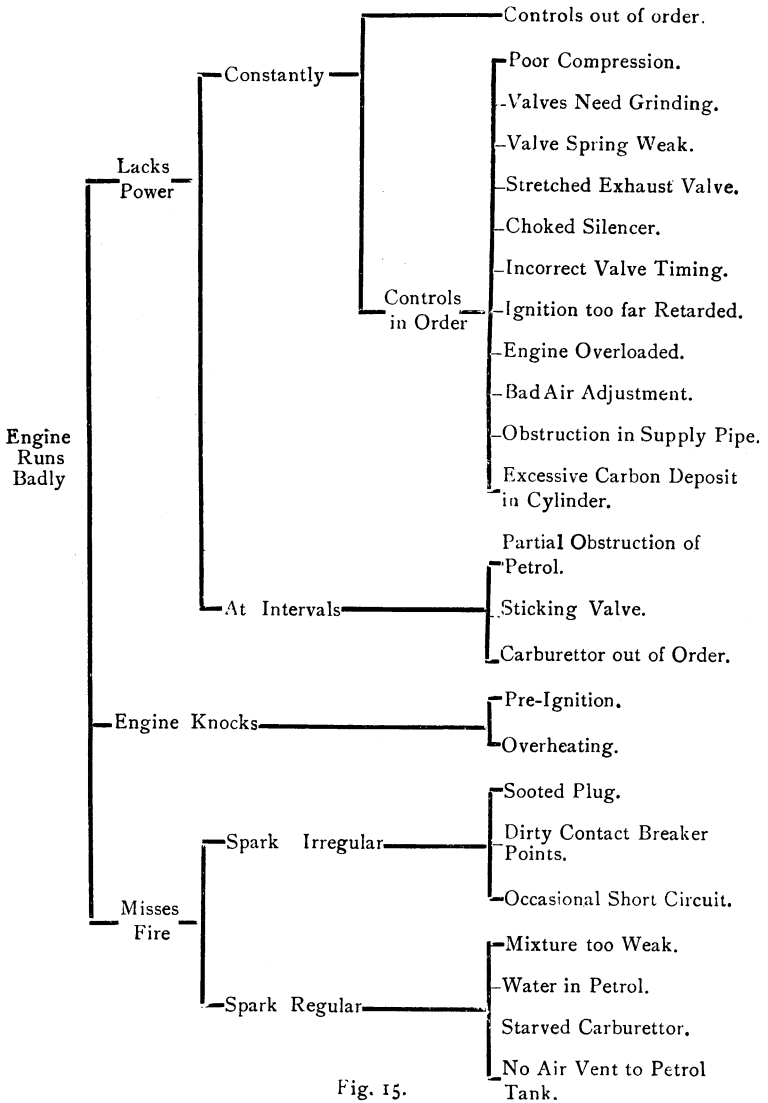 Controls out of order.
Constantly
Poor Compression.
Valves Need Grinding.
Valve Spring Weak.
Lacks
Power
Stretched Exhaust Valve.
Choked Silencer.
Incorrect Valve Timing.
Controls
in Order
Ignition too far Retarded.
Engine Overloaded.
Bad Air Adjustment.
Engine
Runs
Badly
Obstruction in Supply Pipe.
Excessive Carbon Deposit
in Cylinder.
Partial Obstruction of
Petrol.
At Intervals
Sticking Valve.
Carburettor out of Order.
Engine Knocks
Pre-Ignition.
Overheating.
Sooted Plug.
Spark Irregular
Dirty Contact Breaker
Points.
Misses
Fire
Occasional Short Circuit.
Mixture too Weak.
Water in Petrol.
Spark Regular
Starved Carburettor.
No Air Vent to Petrol
Tank.
Fig. 15.